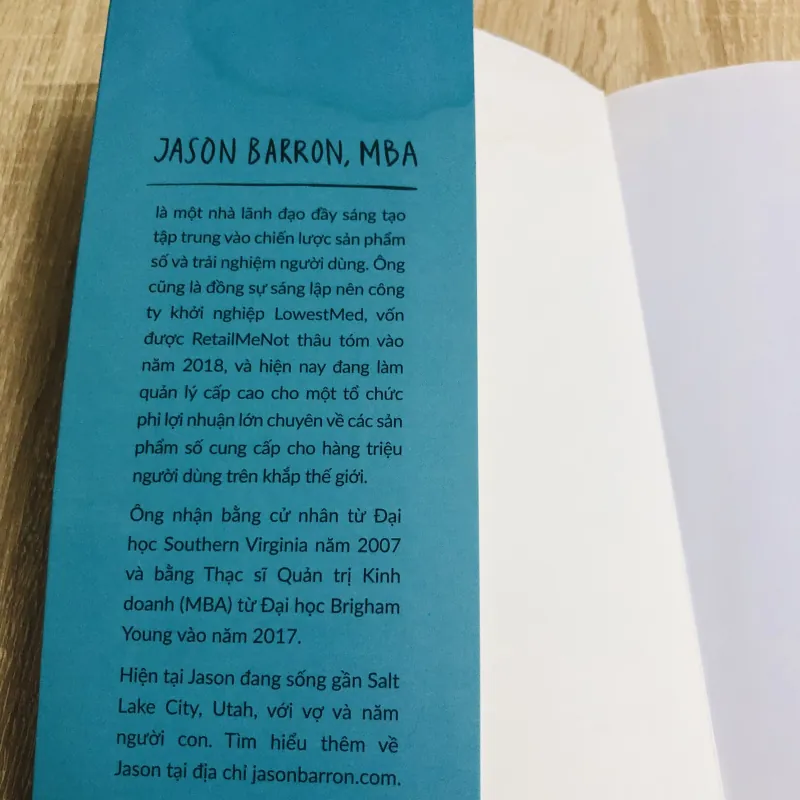 JASON BARRON, MBA
là một nhà lãnh đạo đầy sáng tạo
tập trung vào chiến lược sản phẩm
số và trải nghiệm người dùng. Ông
cũng là đồng sự sáng lập nên công
ty khởi nghiệp LowestMed, vốn
được RetailMeNot thâu tóm vào
năm 2018, và hiện nay đang làm
quản lý cấp cao cho một tổ chức
phi lợi nhuận lớn chuyên về các sản
phẩm số cung cấp cho hàng triệu
người dùng trên khắp thế giới.
Ông nhận bằng cử nhân từ Đại
học Southern Virginia năm 2007
và bằng Thạc sĩ Quản trị Kinh
doanh (MBA) từ Đại học Brigham
Young vào năm 2017.
Hiện tại Jason đang sống gần Salt
Lake City, Utah, với vợ và năm
người con. Tìm hiểu thêm về
Jason tại địa chỉ jasonbarron.com.